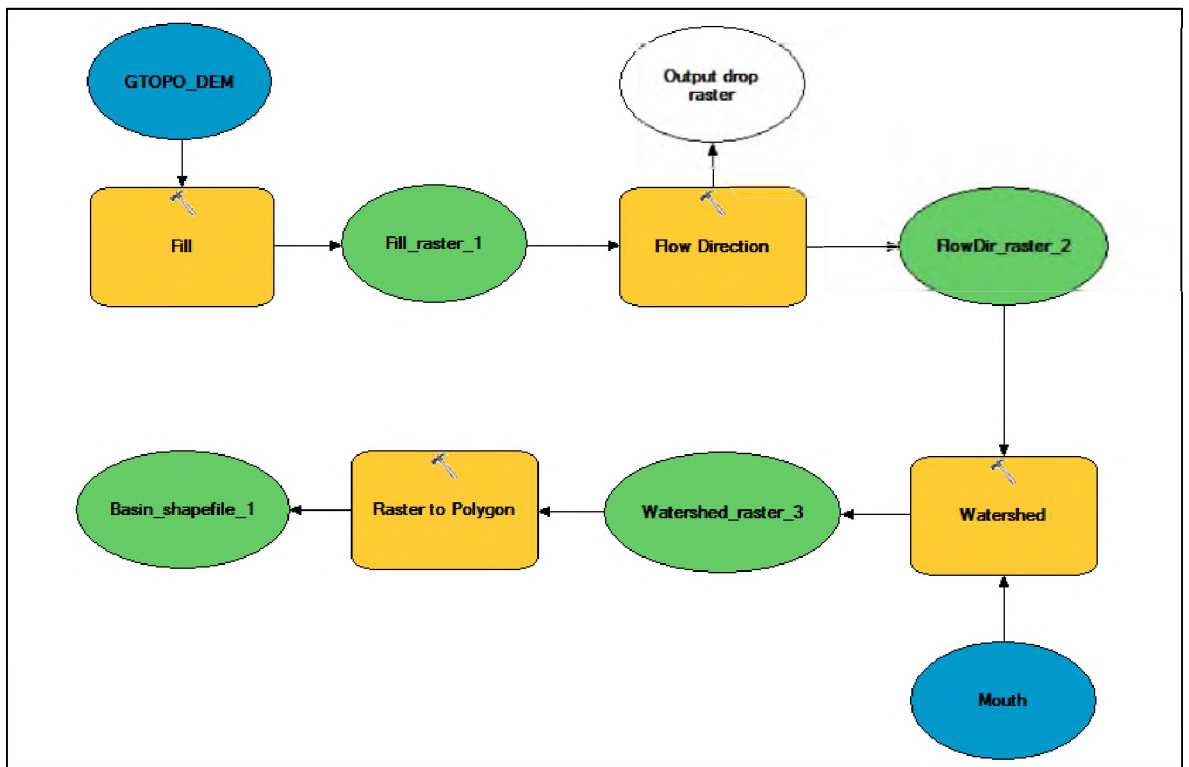 GTOPO_DEM
Output drop
raster
Fill
Fill_raster_1
Flow Direction
FlowDir_raster_2
Basin_shapefile_1
Raster to Polygon
Watershed_raster_3
Watershed
Mouth